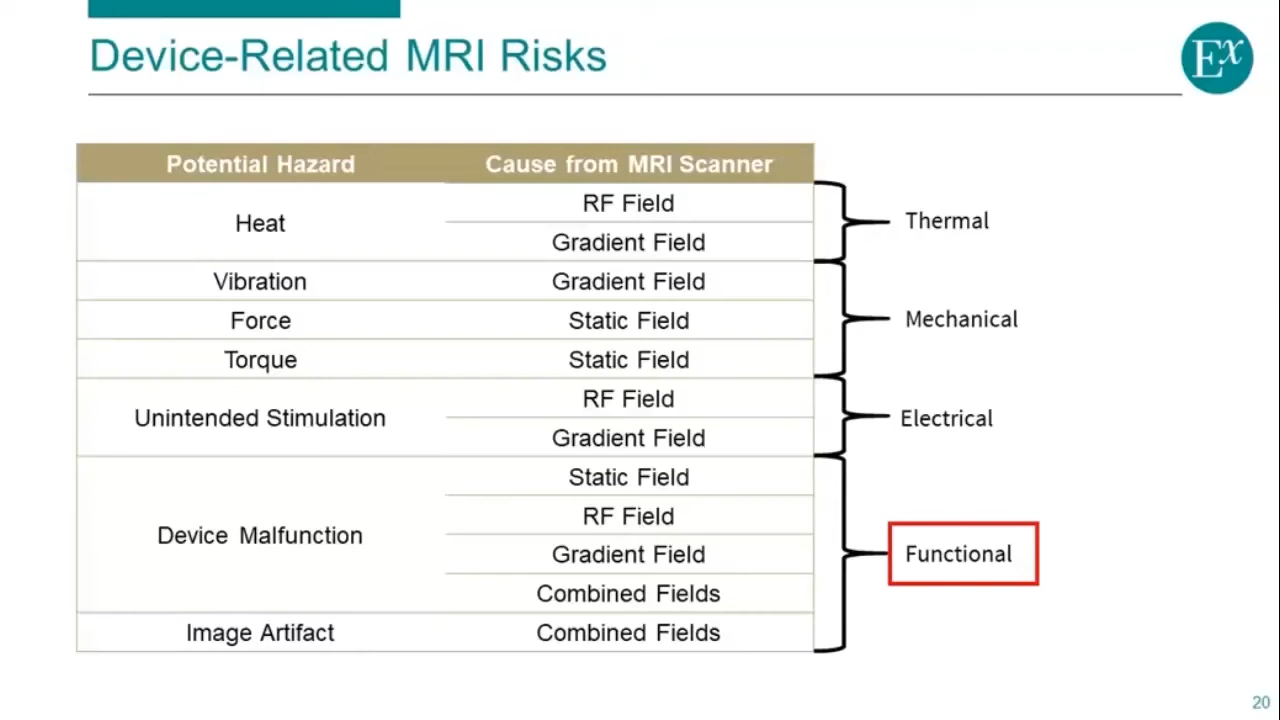 Device-Related MRI Risks
Ex
Potential Hazard Cause from MRI Scanner
Heat
RF Field
Gradient Field
Thermal
Vibration Gradient Field
Force Static Field
Torque Static Field
Mechanical
Unintended Stimulation
RF Field
Gradient Field
Electrical
Device Malfunction
Static Field
RF Field
Gradient Field
Combined Fields
Image Artifact Combined Fields
Functional
20